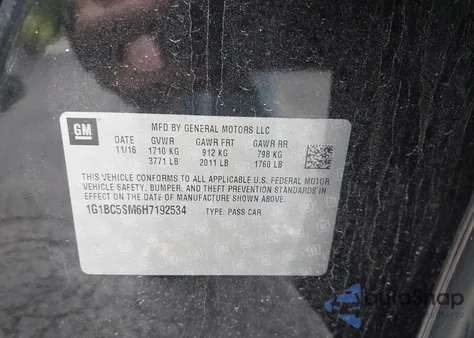 GM
MFD BY GENERAL MOTORS LLC
DATE GVWR GAWR FRT GAWR RR
11/16 1710 KG 912 KG 798 KG
3771 LB 2011 LB 1760 LB
THIS VEHICLE CONFORMS TO ALL APPLICABLE U.S. FEDERAL MOTOR
VEHICLE SAFETY, BUMPER, AND THEFT PREVENTION STANDARDS IN
EFFECT ON THE DATE OF MANUFACTURE SHOWN ABOVE.
1G1BC5SM6H7192534 TYPE: PASS CAR
autoSnap